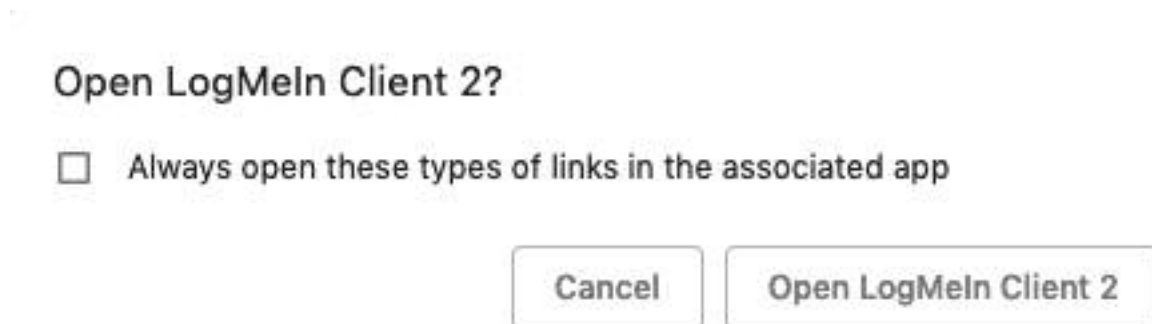 Open LogMeIn Client 2?
Always open these types of links in the associated app
Cancel Open LogMeIn Client 2